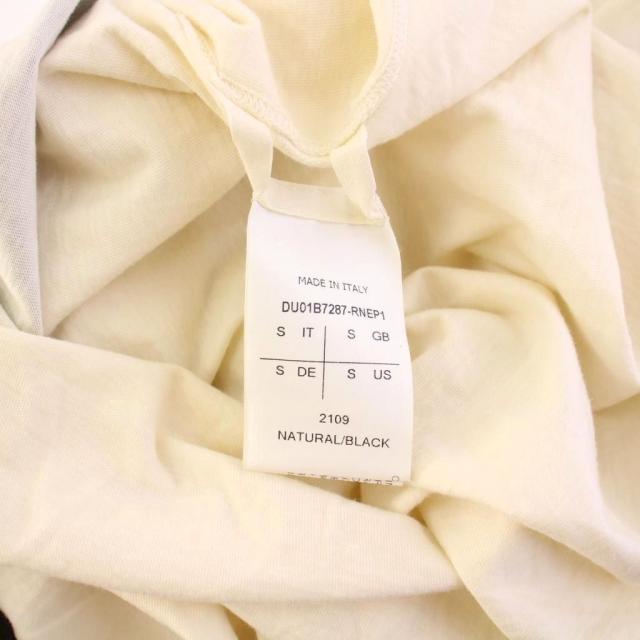 MADE IN ITALY
DU01B7287-RNEP1
S IT S GB
S DE S US
2109
NATURAL/BLACK